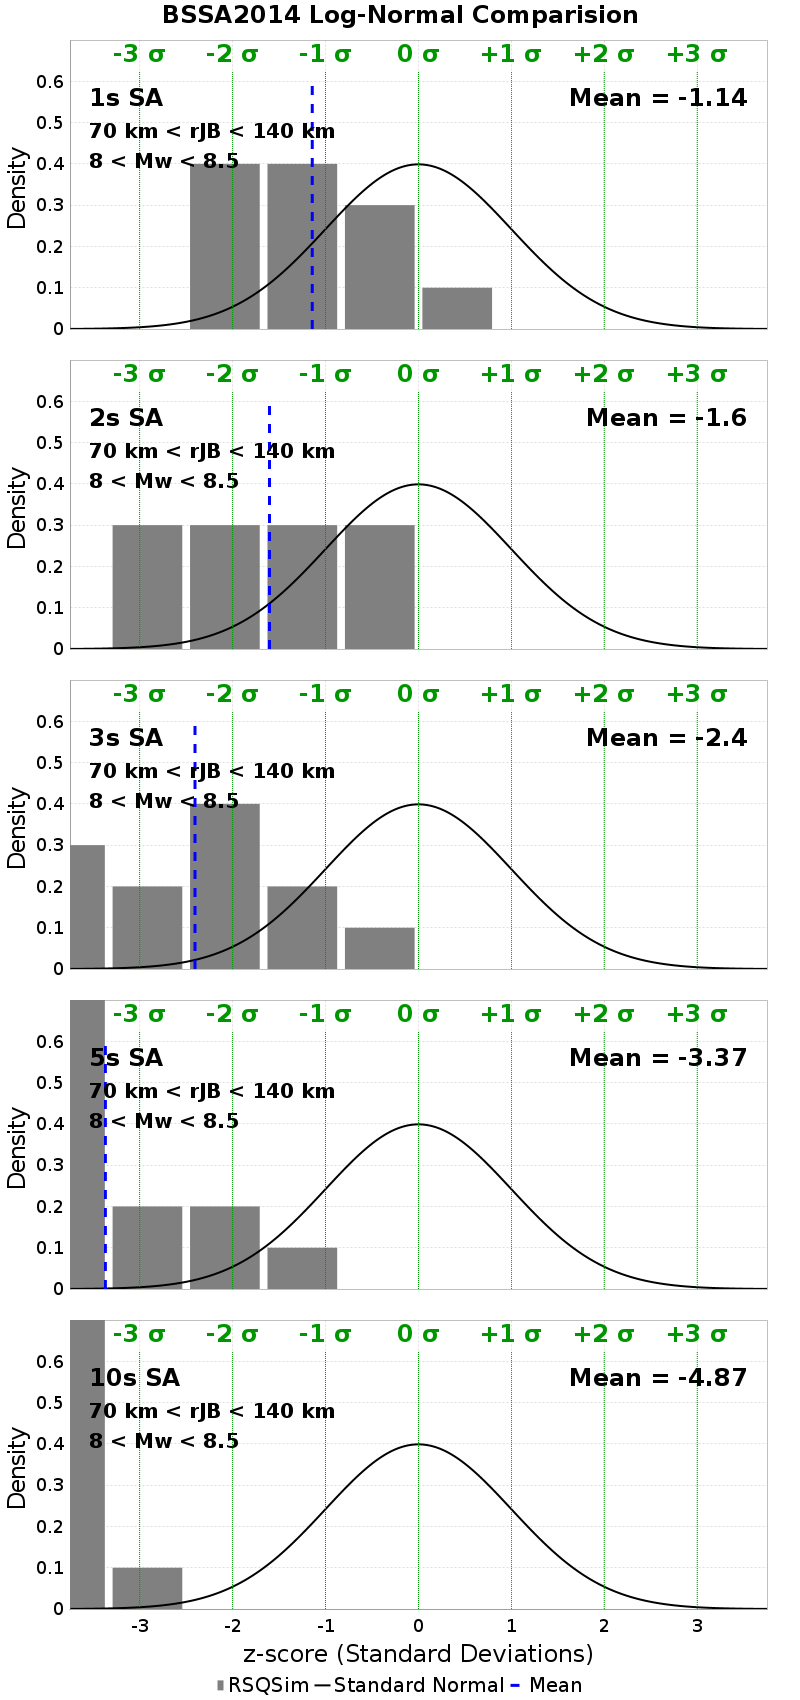 BSSA2014 Log-Normal Comparision
-3 σ -2 σ -1 σ 0 σ +1 σ +2 σ +3 σ
1s SA Mean = -1.14
70 km < rJB < 140 km
8 < Mw < 8.5
0.6
0.5
0.4
0.3
0.2
0.1
0
Density
-3 σ -2 σ -1 σ 0 σ +1 σ +2 σ +3 σ
2s SA Mean = -1.6
70 km < rJB < 140 km
8 < Mw < 8.5
0.6
0.5
0.4
0.3
0.2
0.1
0
Density
-3 σ -2 σ -1 σ 0 σ +1 σ +2 σ +3 σ
3s SA Mean = -2.4
70 km < rJB < 140 km
8 < Mw < 8.5
0.6
0.5
0.4
0.3
0.2
0.1
0
Density
-3 σ -2 σ -1 σ 0 σ +1 σ +2 σ +3 σ
5s SA Mean = -3.37
70 km < rJB < 140 km
8 < Mw < 8.5
0.6
0.5
0.4
0.3
0.2
0.1
0
Density
-3 σ -2 σ -1 σ 0 σ +1 σ +2 σ +3 σ
10s SA Mean = -4.87
70 km < rJB < 140 km
8 < Mw < 8.5
0.6
0.5
0.4
0.3
0.2
0.1
0
Density
-3 -2 -1 0 1 2 3
z-score (Standard Deviations)
RSQSim Standard Normal Mean